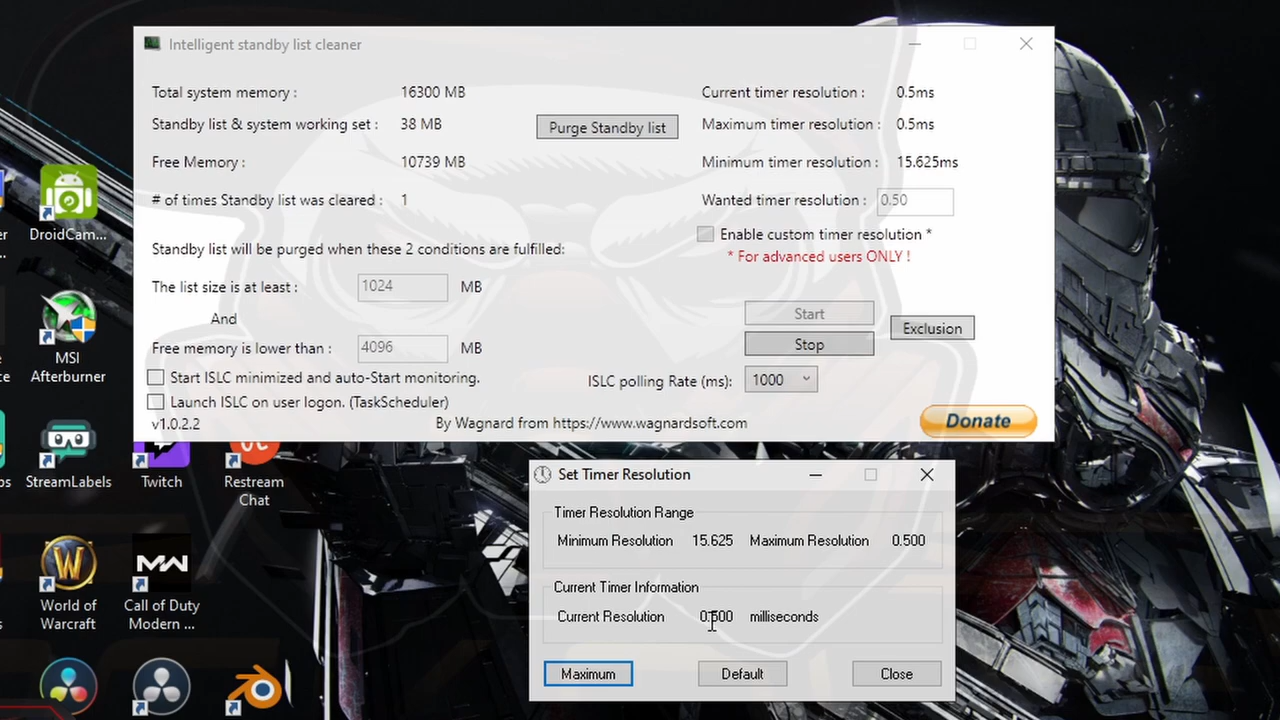 Intelligent standby list cleaner
Total system memory : 16300 MB
Standby list & system working set : 38 MB
Purge Standby list
Free Memory : 10739 MB
# of times Standby list was cleared : 1
Standby list will be purged when these 2 conditions are fulfilled:
The list size is at least : 1024 MB
And
Free memory is lower than : 4096 MB
Start ISLC minimized and auto-Start monitoring.
Launch ISLC on user logon. (TaskScheduler)
v1.0.2.2
By Wagnard from https://www.wagnardsoft.com
Current timer resolution : 0.5ms
Maximum timer resolution : 0.5ms
Minimum timer resolution : 15.625ms
Wanted timer resolution : 0.50
Enable custom timer resolution *
* For advanced users ONLY !
Start
Stop
Exclusion
ISLC polling Rate (ms): 1000
Donate
Set Timer Resolution
Timer Resolution Range
Minimum Resolution 15.625 Maximum Resolution 0.500
Current Timer Information
Current Resolution 0.500 milliseconds
Maximum
Default
Close
DroidCam...
MSI
Afterburner
StreamLabels
Twitch
Restream
Chat
World of
Warcraft
MW
Call of Duty
Modern ...